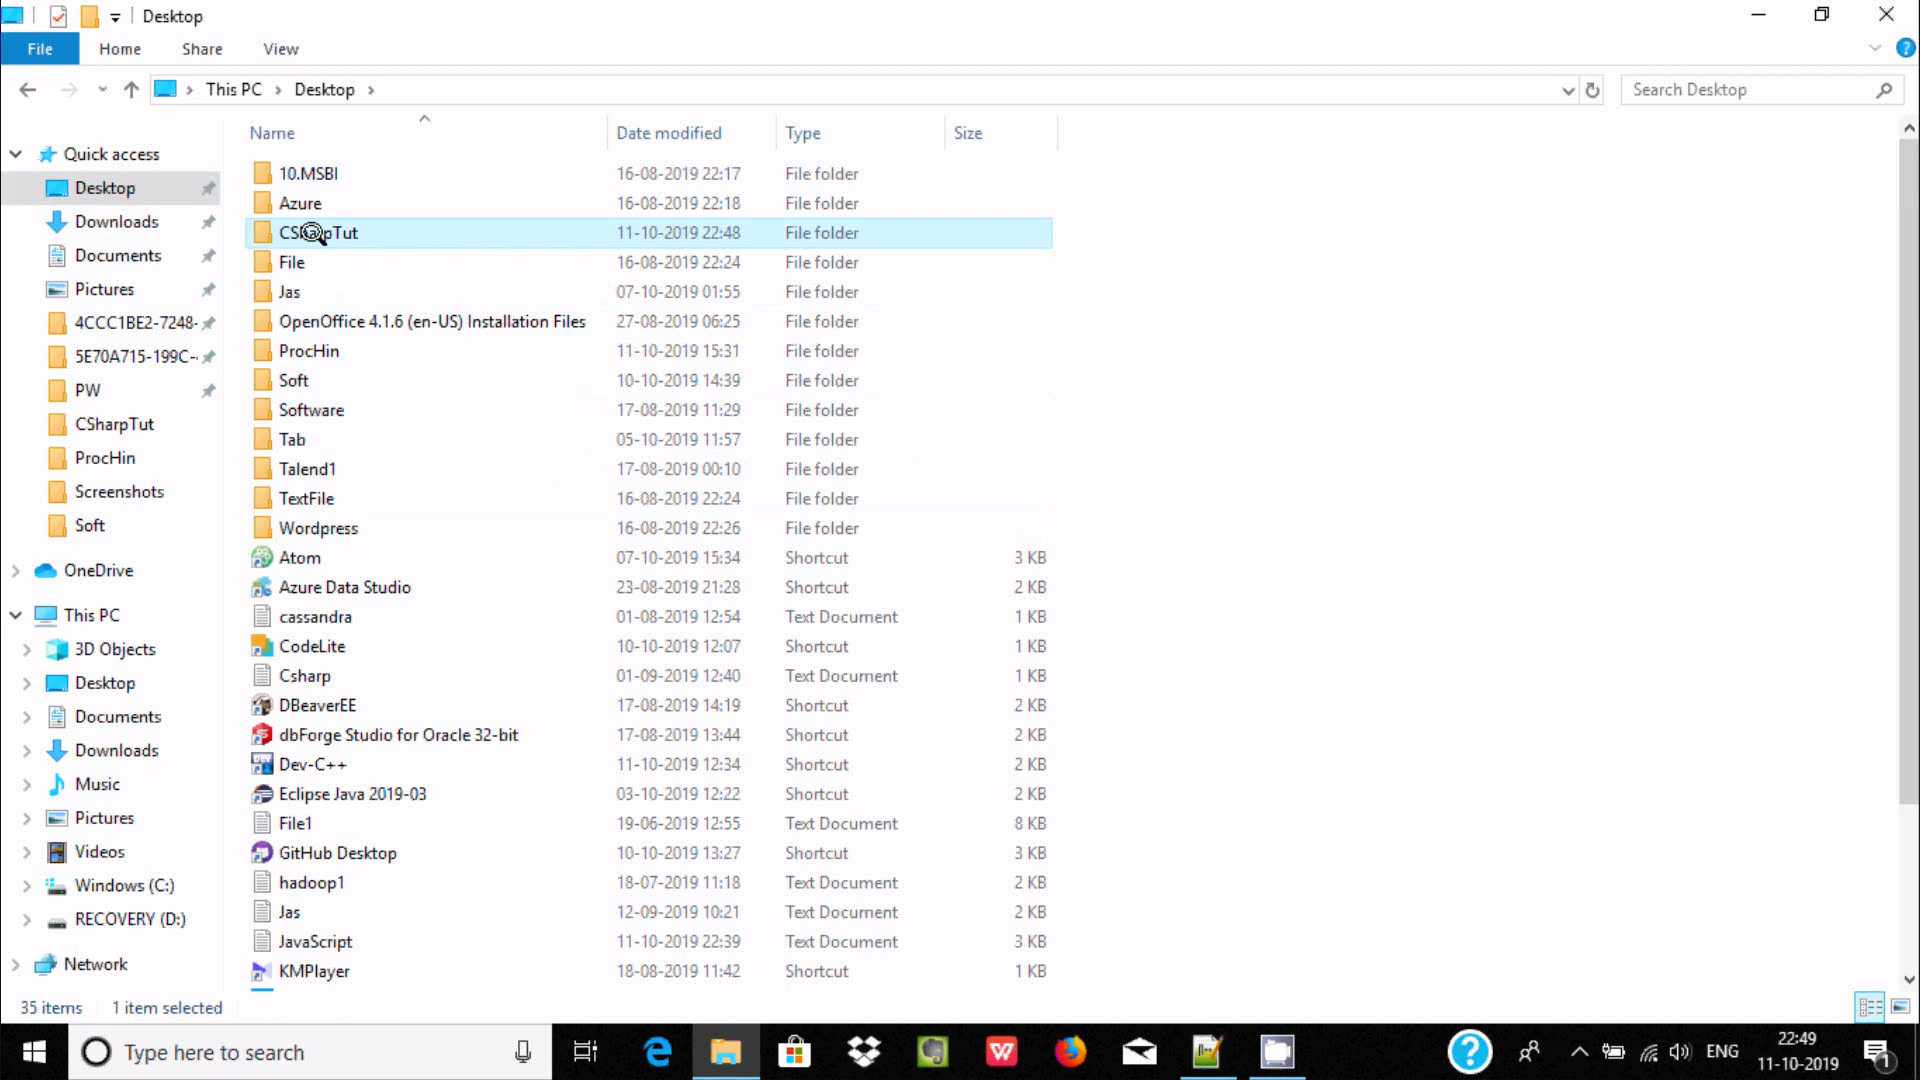 Desktop
File Home Share View
This PC Desktop
Search Desktop
Name Date modified Type Size
Quick access
Desktop
Downloads
Documents
Pictures
4CCC1BE2-7248-
5E70A715-199C-
PW
CSharpTut
ProcHin
Screenshots
Soft
OneDrive
This PC
3D Objects
Desktop
Documents
Downloads
Music
Pictures
Videos
Windows (C:)
RECOVERY (D:)
Network
10.MSBI 16-08-2019 22:17 File folder
Azure 16-08-2019 22:18 File folder
CSharpTut 11-10-2019 22:48 File folder
File 16-08-2019 22:24 File folder
Jas 07-10-2019 01:55 File folder
OpenOffice 4.1.6 (en-US) Installation Files 27-08-2019 06:25 File folder
ProcHin 11-10-2019 15:31 File folder
Soft 10-10-2019 14:39 File folder
Software 17-08-2019 11:29 File folder
Tab 05-10-2019 11:57 File folder
Talend1 17-08-2019 00:10 File folder
TextFile 16-08-2019 22:24 File folder
Wordpress 16-08-2019 22:26 File folder
Atom 07-10-2019 15:34 Shortcut 3 KB
Azure Data Studio 23-08-2019 21:28 Shortcut 2 KB
cassandra 01-08-2019 12:54 Text Document 1 KB
CodeLite 10-10-2019 12:07 Shortcut 1 KB
Csharp 01-09-2019 12:40 Text Document 1 KB
DBeaverEE 17-08-2019 14:19 Shortcut 2 KB
dbForge Studio for Oracle 32-bit 17-08-2019 13:44 Shortcut 2 KB
Dev-C++ 11-10-2019 12:34 Shortcut 2 KB
Eclipse Java 2019-03 03-10-2019 12:22 Shortcut 2 KB
File1 19-06-2019 12:55 Text Document 8 KB
GitHub Desktop 10-10-2019 13:27 Shortcut 3 KB
hadoop1 18-07-2019 11:18 Text Document 2 KB
Jas 12-09-2019 10:21 Text Document 2 KB
JavaScript 11-10-2019 22:39 Text Document 3 KB
KMPlayer 18-08-2019 11:42 Shortcut 1 KB
35 items 1 item selected
Type here to search
ENG
22:49
11-10-2019
1